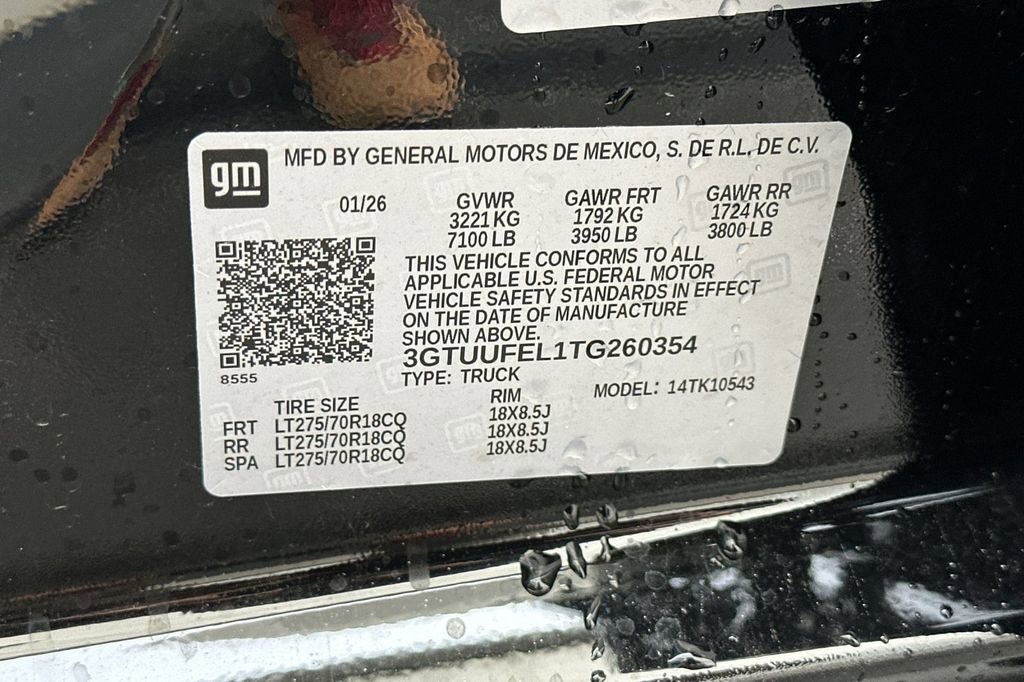 gm
MFD BY GENERAL MOTORS DE MEXICO, S. DE R.L. DE C.V.
01/26 GVWR GAWR FRT GAWR RR
3221 KG 1792 KG 1724 KG
7100 LB 3950 LB 3800 LB
THIS VEHICLE CONFORMS TO ALL
APPLICABLE U.S. FEDERAL MOTOR
VEHICLE SAFETY STANDARDS IN EFFECT
ON THE DATE OF MANUFACTURE
SHOWN ABOVE.
3GTUUFEL1TG260354
8555
TYPE: TRUCK MODEL: 14TK10543
TIRE SIZE RIM
FRT LT275/70R18CQ 18X8.5J
RR LT275/70R18CQ 18X8.5J
SPA LT275/70R18CQ 18X8.5J